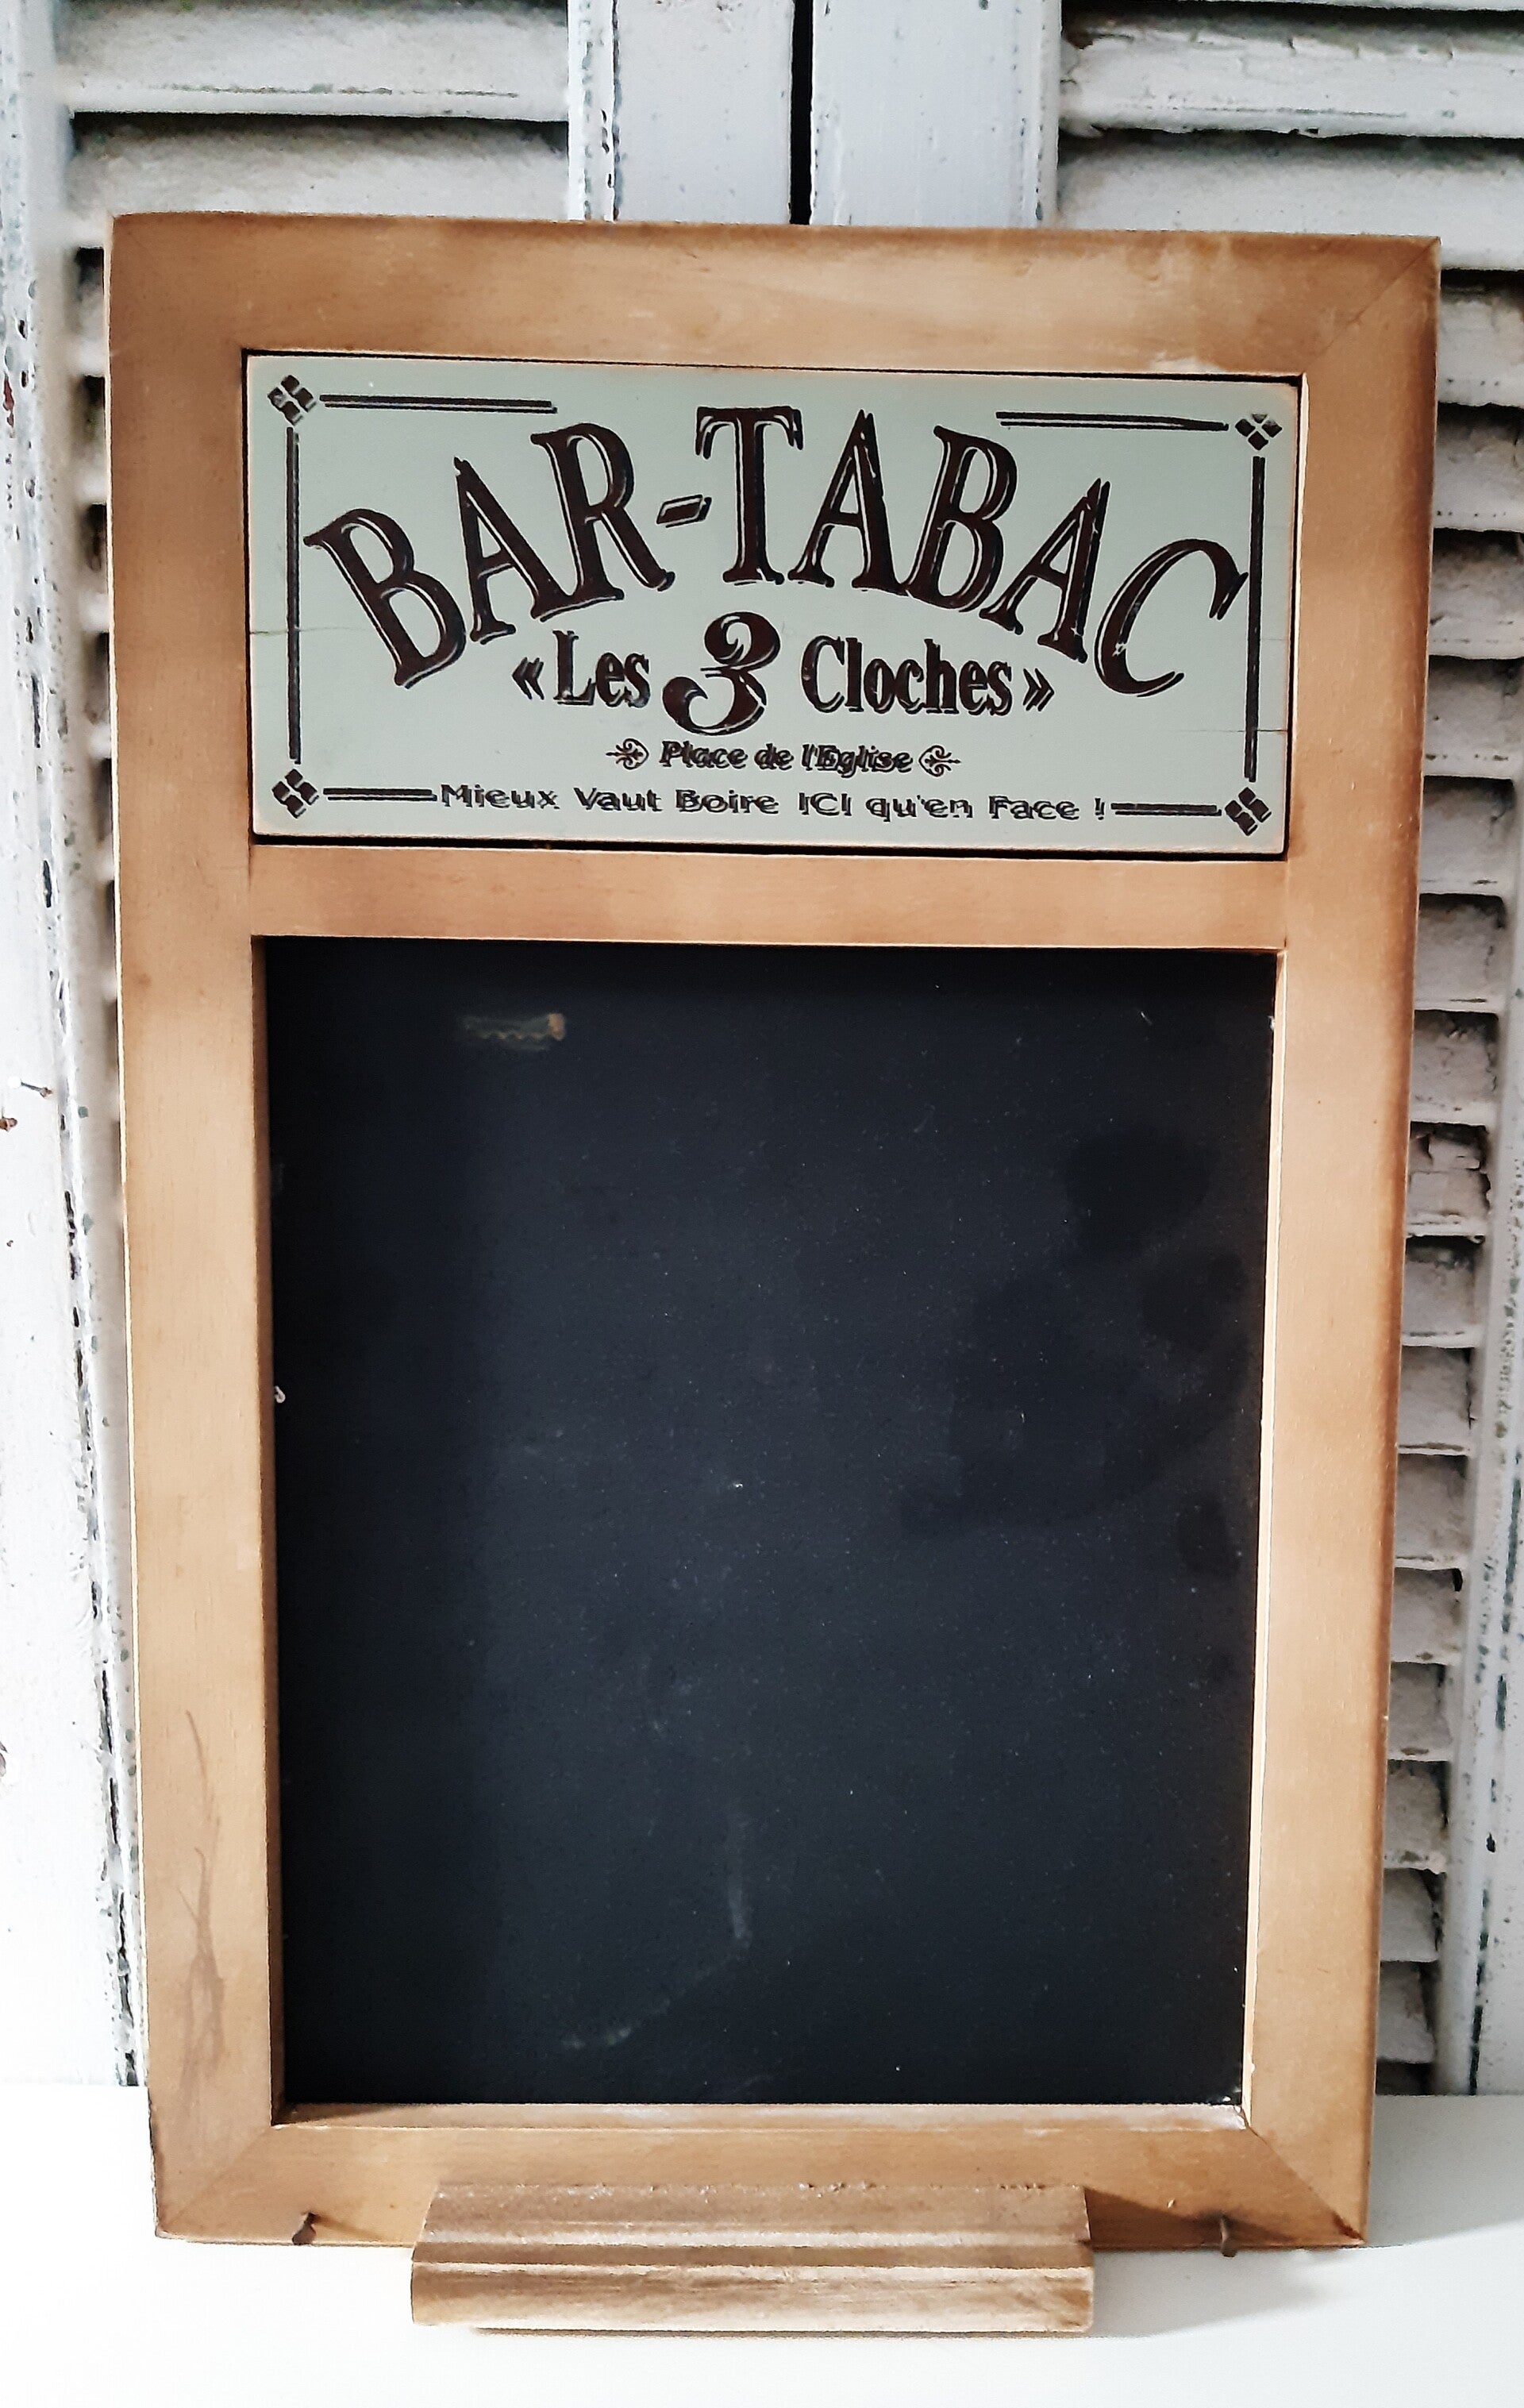 BAR-TABAC
«Les 3 Cloches»
Place de l'Eglise
Mieux Vaut Boire ICI qu'en Face !